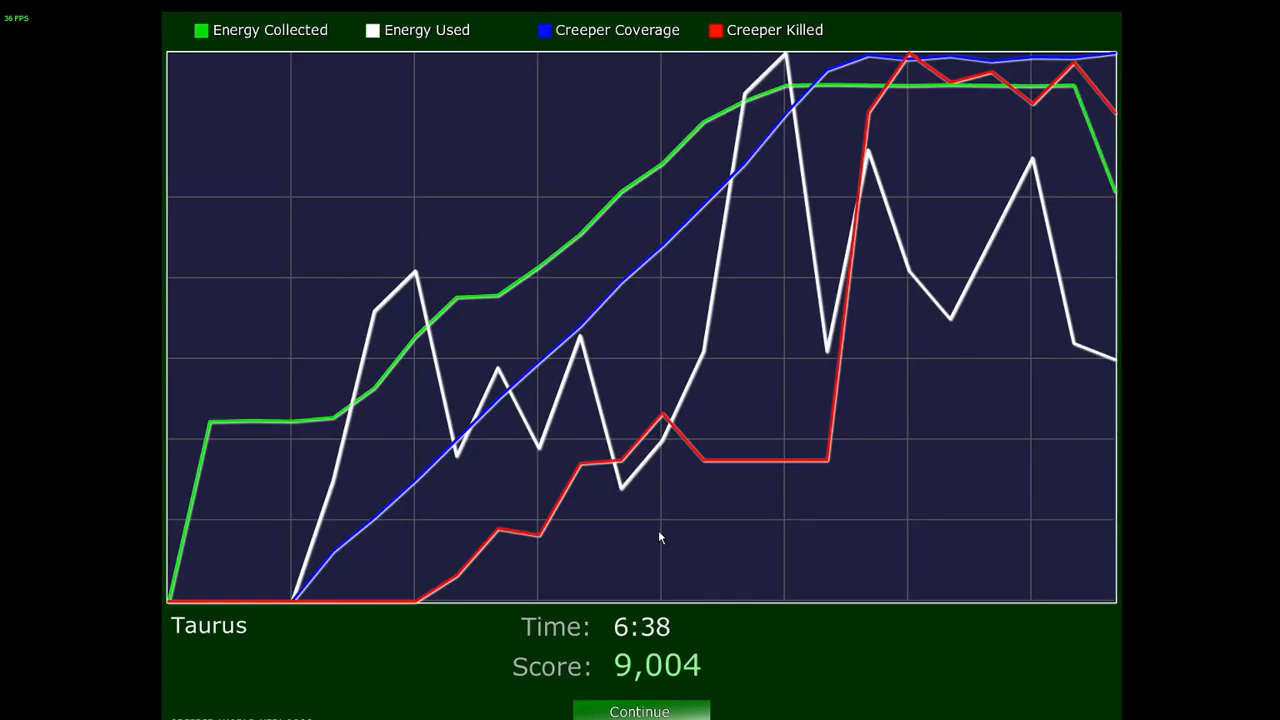 36 FPS
Energy Collected Energy Used Creeper Coverage Creeper Killed
Taurus
Time: 6:38
Score: 9,004
Continue